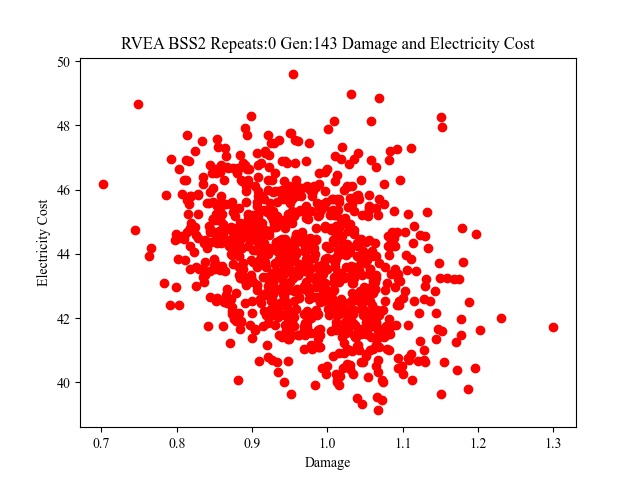 RVEA BSS2 Repeats:0 Gen:143 Damage and Electricity Cost
50
48
46
44
42
40
Electricity Cost
0.7 0.8 0.9 1.0 1.1 1.2 1.3
Damage